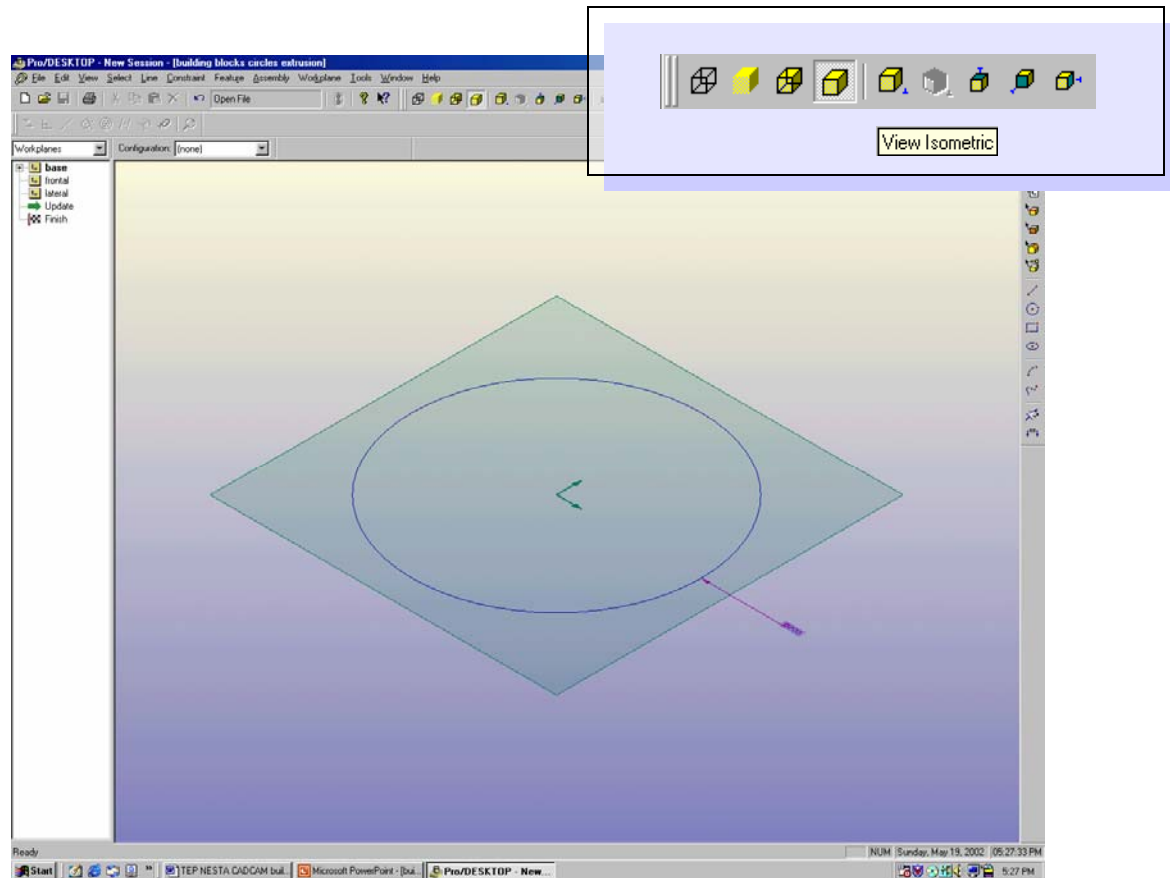 Pro/DESKTOP - New Session - [building blocks circles extrusion]
File Edit View Select Line Constraint Feature Assembly Workplane Tools Window Help
Open File
View Isometric
Workplanes
Configuration: (none)
base
frontal
lateral
Update
Finish
Ready
NUM Sunday, May 19, 2002 05:27:33 PM
Start
TEP NESTA CADCAM buil...
Microsoft PowerPoint - [bui...
Pro/DESKTOP - New...
5:27 PM